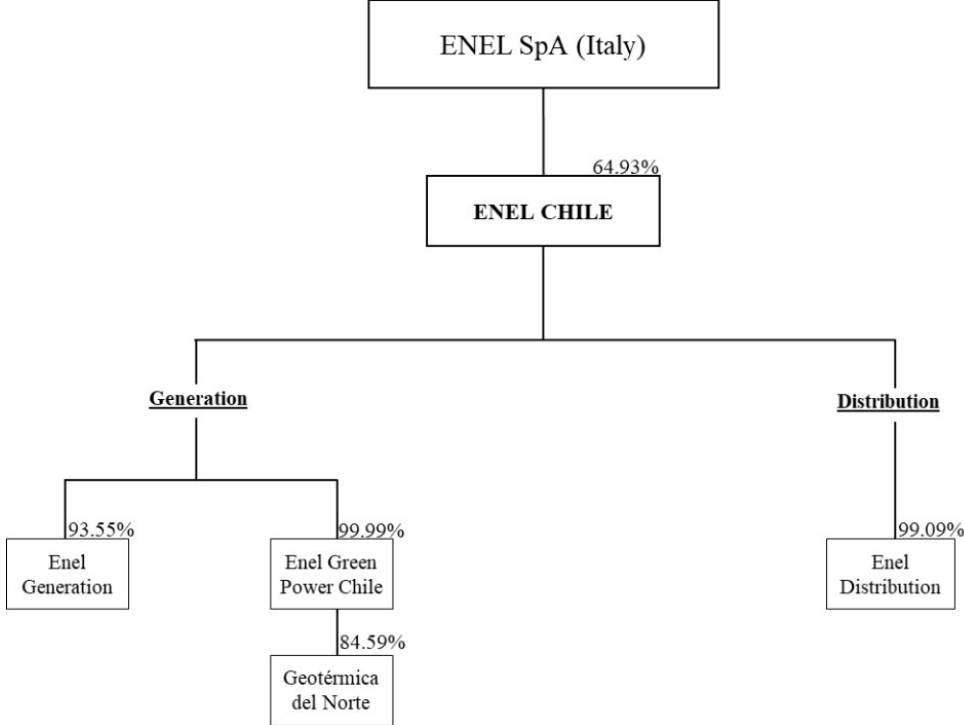 ENEL SpA (Italy)
64.93%
ENEL CHILE
Generation
Distribution
93.55%
99.99%
99.09%
Enel
Generation
Enel Green
Power Chile
Enel
Distribution
84.59%
Geotérmica
del Norte